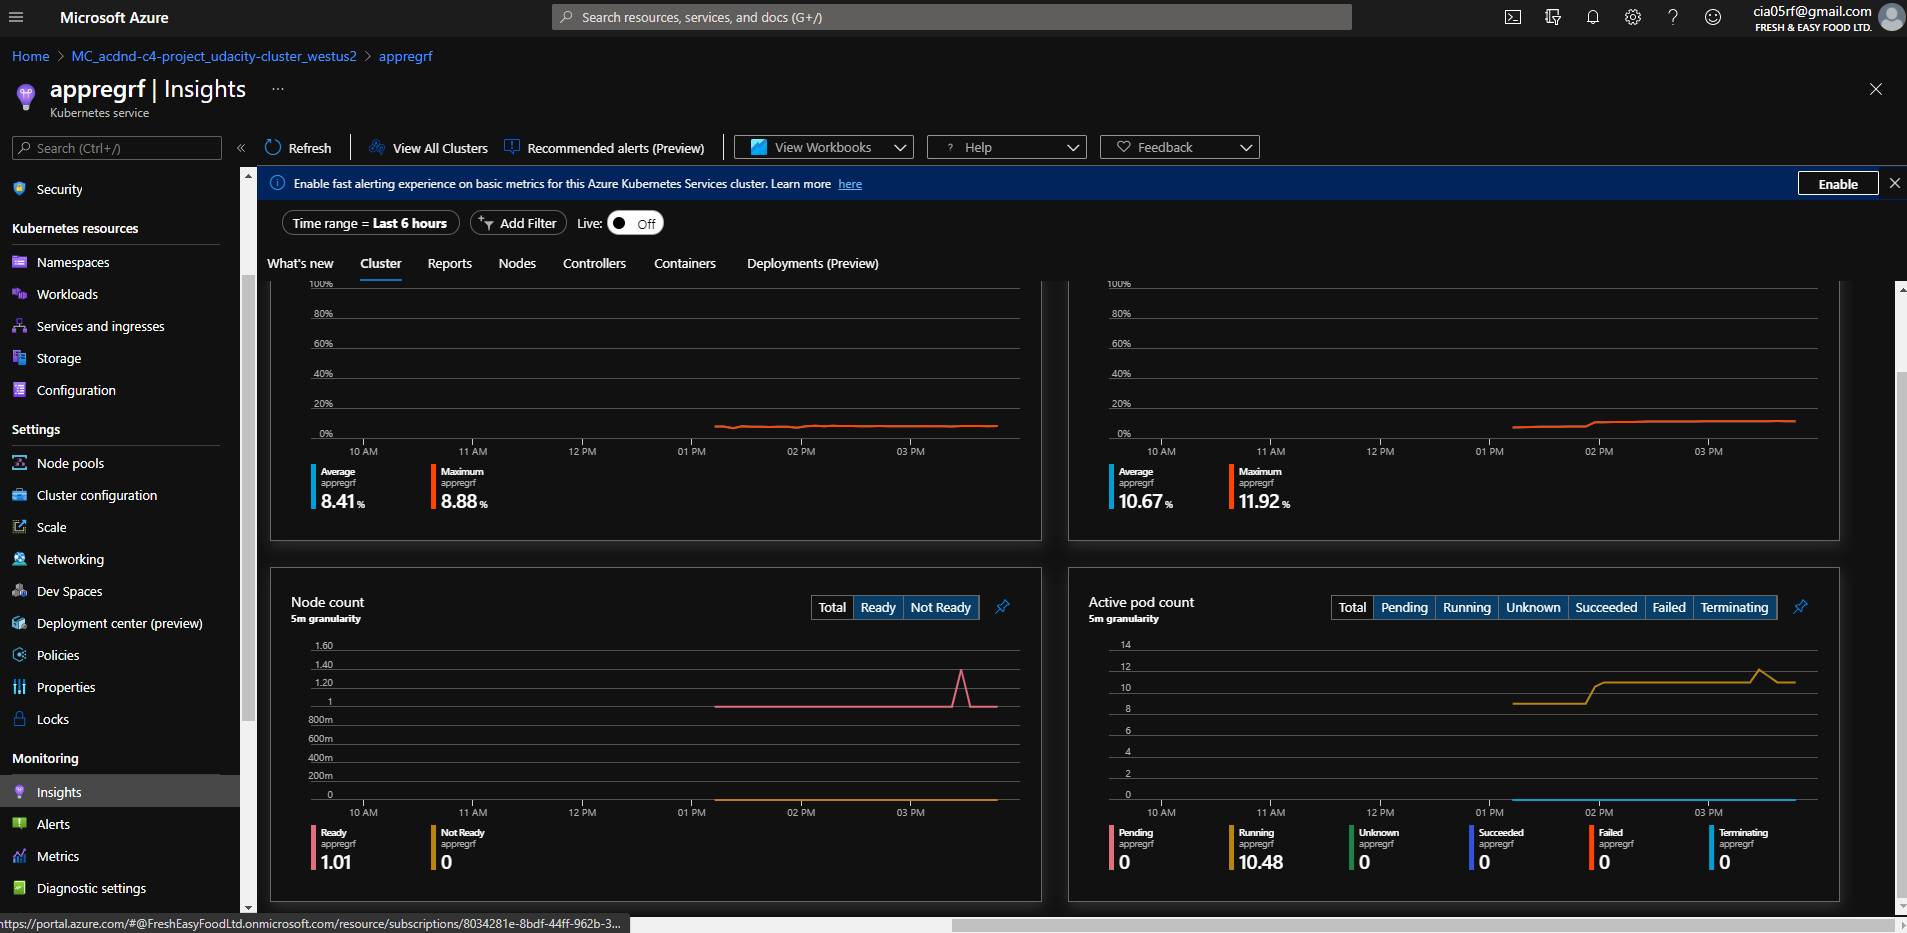 Microsoft Azure
Search resources, services, and docs (G+/)
cia05rf@gmail.com
FRESH & EASY FOOD LTD.
Home > MC_acdnd-c4-project_udacity-cluster_westus2 > appregrf
appregrf | Insights ...
Kubernetes service
Search (Ctrl+/)
«
Refresh
View All Clusters
Recommended alerts (Preview)
View Workbooks
? Help
Feedback
Enable fast alerting experience on basic metrics for this Azure Kubernetes Services cluster. Learn more here
Enable
Time range = Last 6 hours
Add Filter
Live: Off
What's new
Cluster
Reports
Nodes
Controllers
Containers
Deployments (Preview)
Security
Kubernetes resources
Namespaces
Workloads
Services and ingresses
Storage
Configuration
Settings
Node pools
Cluster configuration
Scale
Networking
Dev Spaces
Deployment center (preview)
Policies
Properties
Locks
Monitoring
Insights
Alerts
Metrics
Diagnostic settings
100%
80%
60%
40%
20%
0%
10 AM 11 AM 12 PM 01 PM 02 PM 03 PM
Average
appregrf
8.41 %
Maximum
appregrf
8.88 %
100%
80%
60%
40%
20%
0%
10 AM 11 AM 12 PM 01 PM 02 PM 03 PM
Average
appregrf
10.67 %
Maximum
appregrf
11.92 %
Node count
5m granularity
Total Ready Not Ready
1.60
1.40
1.20
1
800m
600m
400m
200m
0
10 AM 11 AM 12 PM 01 PM 02 PM 03 PM
Ready
appregrf
1.01
Not Ready
appregrf
0
Active pod count
5m granularity
Total Pending Running Unknown Succeeded Failed Terminating
14
12
10
8
6
4
2
0
10 AM 11 AM 12 PM 01 PM 02 PM 03 PM
Pending
appregrf
0
Running
appregrf
10.48
Unknown
appregrf
0
Succeeded
appregrf
0
Failed
appregrf
0
Terminating
appregrf
0
https://portal.azure.com/#@FreshEasyFoodLtd.onmicrosoft.com/resource/subscriptions/8034281e-8bdf-44ff-962b-3...